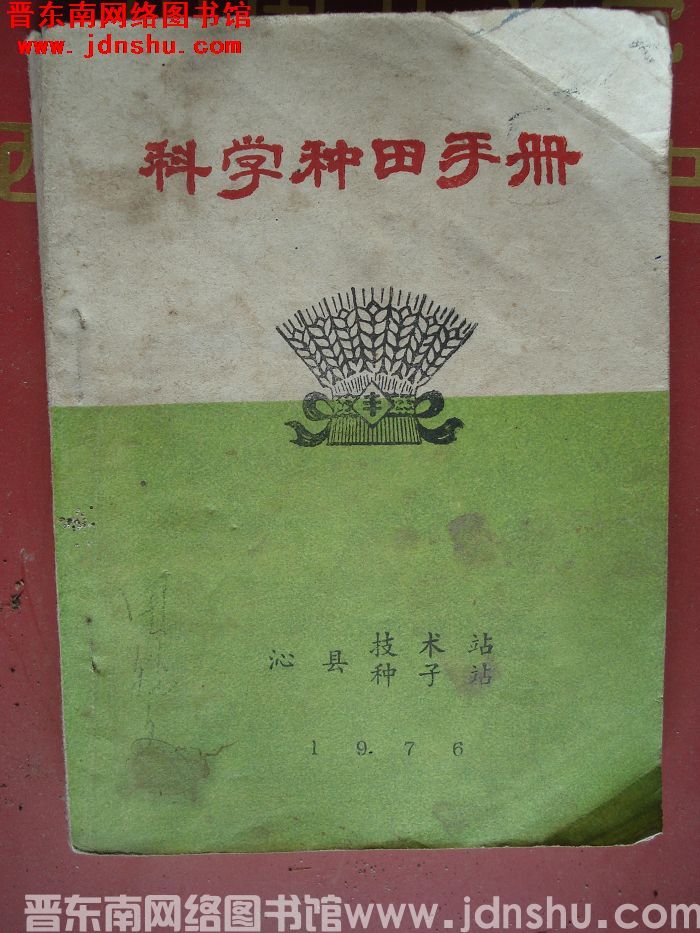 晋东南网络图书馆
www.jdnshu.com
科学种田手册
丰
沁县 技术站
种子站
1976
晋东南网络图书馆www.jdnshu.com